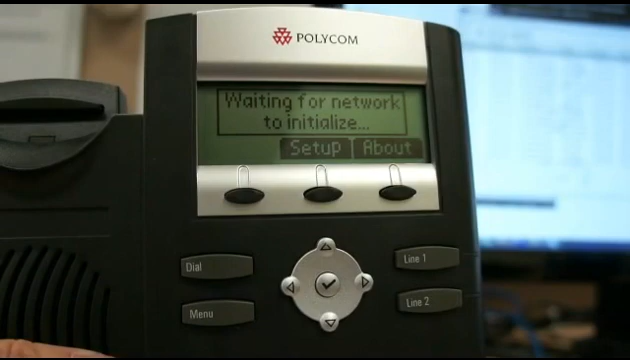 POLYCOM
Waiting for network
to initialize...
Setup About
Dial
Line 1
Menu
Line 2